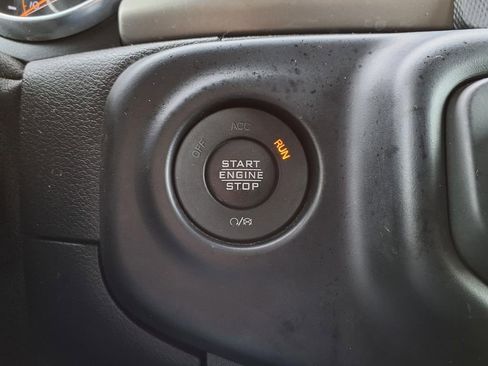 ACC
OFF
RUN
START
ENGINE
STOP